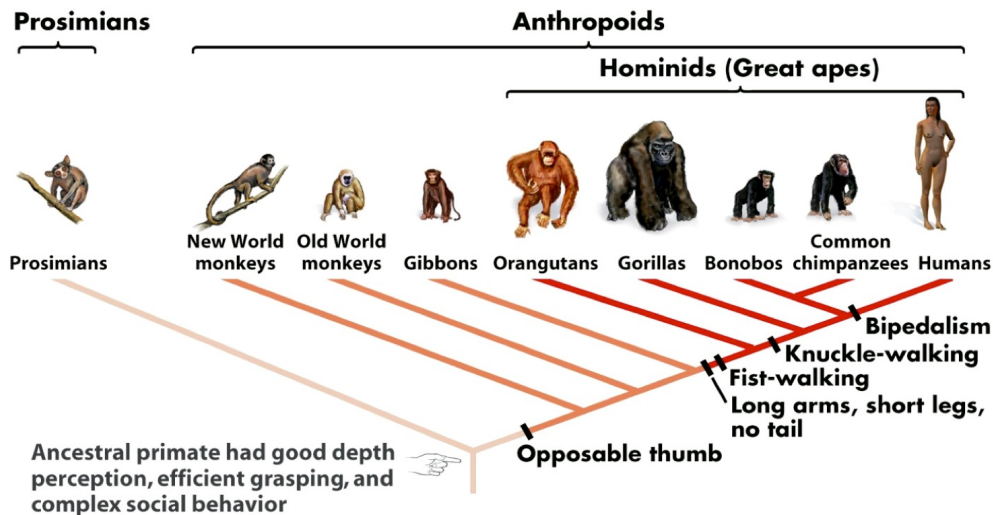 Prosimians
Anthropoids
Hominids (Great apes)
Prosimians
New World
monkeys
Old World
monkeys
Gibbons
Orangutans
Gorillas
Bonobos
Common
chimpanzees
Humans
Bipedalism
Knuckle-walking
Fist-walking
Long arms, short legs,
no tail
Opposable thumb
Ancestral primate had good depth
perception, efficient grasping, and
complex social behavior